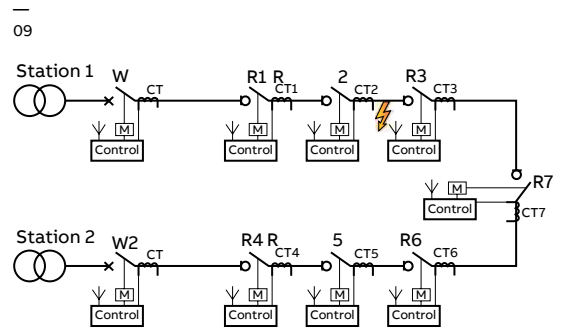 —
09
Station 1 W R1 R 2 R3
CT CT1 CT2 CT3
M M M M
Control Control Control Control
R7
M
Control CT7
Station 2 W2 R4 R 5 R6
CT CT4 CT5 CT6
M M M M
Control Control Control Control